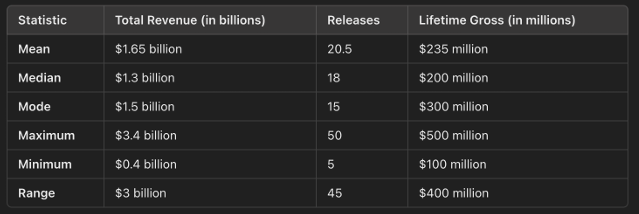 Statistic Total Revenue (in billions) Releases Lifetime Gross (in millions)
Mean $1.65 billion 20.5 $235 million
Median $1.3 billion 18 $200 million
Mode $1.5 billion 15 $300 million
Maximum $3.4 billion 50 $500 million
Minimum $0.4 billion 5 $100 million
Range $3 billion 45 $400 million